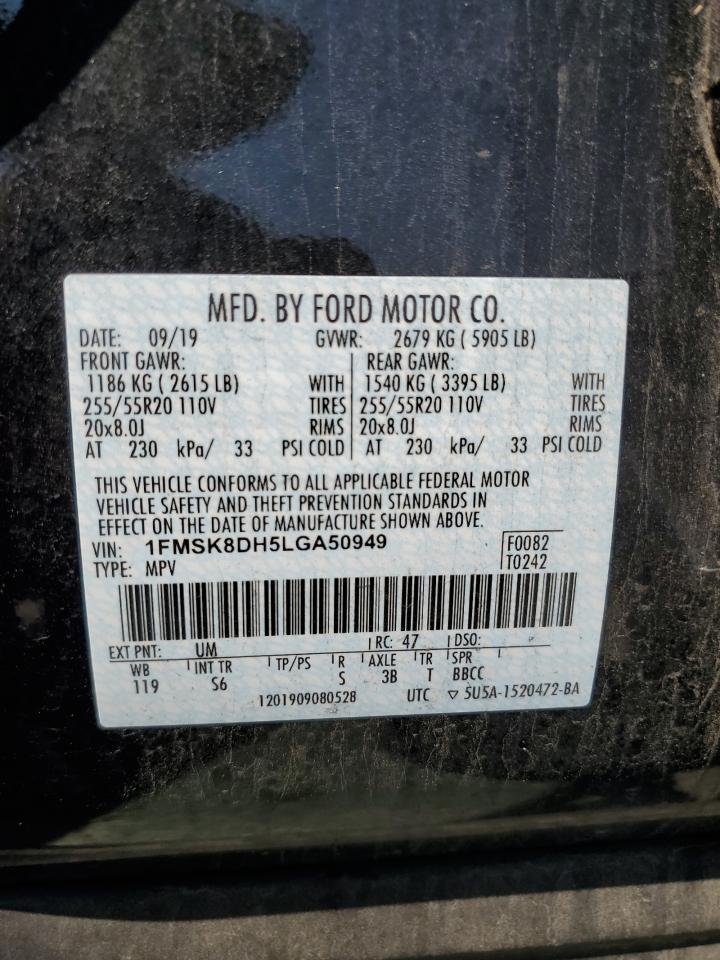 MFD. BY FORD MOTOR CO.
DATE: 09/19 GVWR: 2679 KG ( 5905 LB)
FRONT GAWR: REAR GAWR:
1186 KG ( 2615 LB) WITH 1540 KG ( 3395 LB) WITH
255/55R20 110V TIRES 255/55R20 110V TIRES
20x8.0J RIMS 20x8.0J RIMS
AT 230 kPa/ 33 PSI COLD AT 230 kPa/ 33 PSI COLD
THIS VEHICLE CONFORMS TO ALL APPLICABLE FEDERAL MOTOR
VEHICLE SAFETY AND THEFT PREVENTION STANDARDS IN
EFFECT ON THE DATE OF MANUFACTURE SHOWN ABOVE.
VIN: 1FMSK8DH5LGA50949 F0082
TYPE: MPV T0242
EXT PNT: UM RC: 47 DSO:
WB INT TR TP/PS R AXLE TR SPR
119 S6 S 3B T BBCC
1201909080528 UTC ▽ 5U5A-1520472-BA